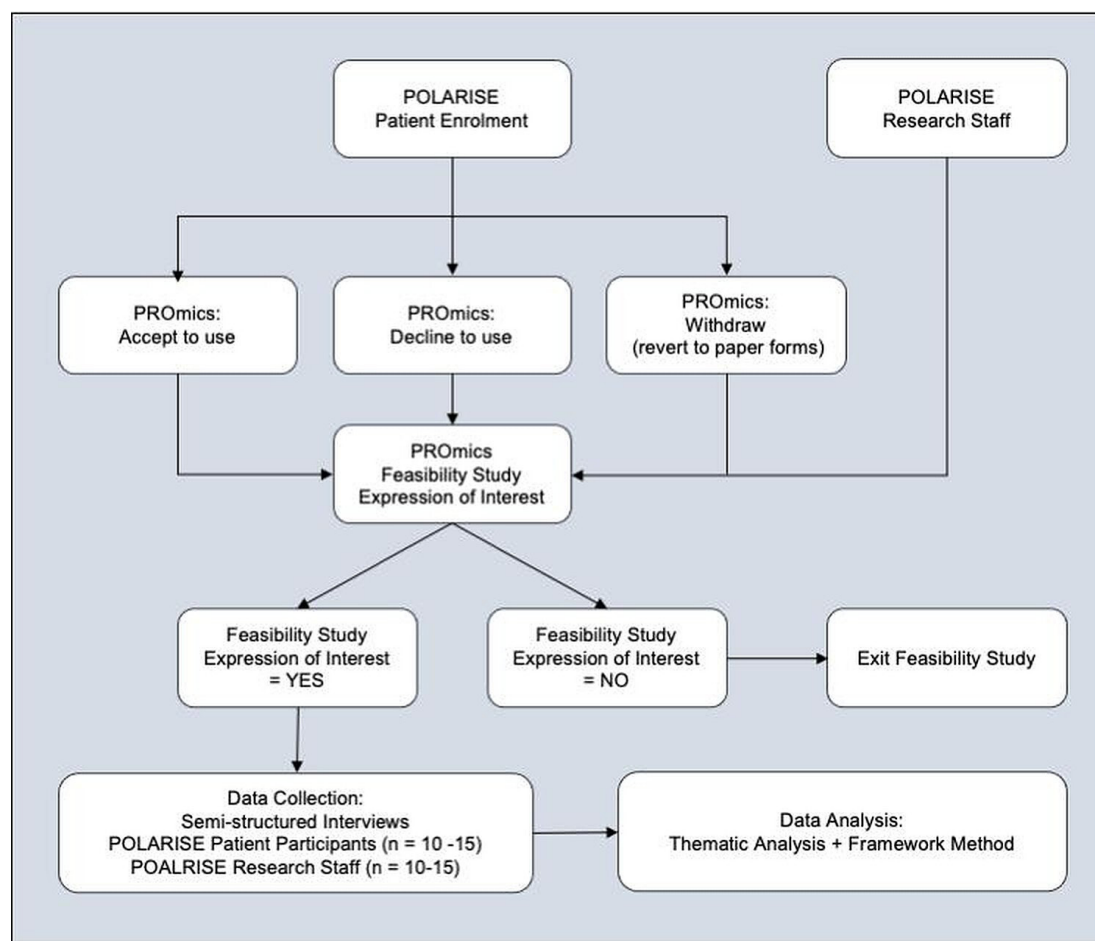 POLARISE
Patient Enrolment
POLARISE
Research Staff
PROmics:
Accept to use
PROmics:
Decline to use
PROmics:
Withdraw
(revert to paper forms)
PROmics
Feasibility Study
Expression of Interest
Feasibility Study
Expression of Interest
= YES
Feasibility Study
Expression of Interest
= NO
Exit Feasibility Study
Data Collection:
Semi-structured Interviews
POLARISE Patient Participants (n = 10 -15)
POALRISE Research Staff (n = 10-15)
Data Analysis:
Thematic Analysis + Framework Method